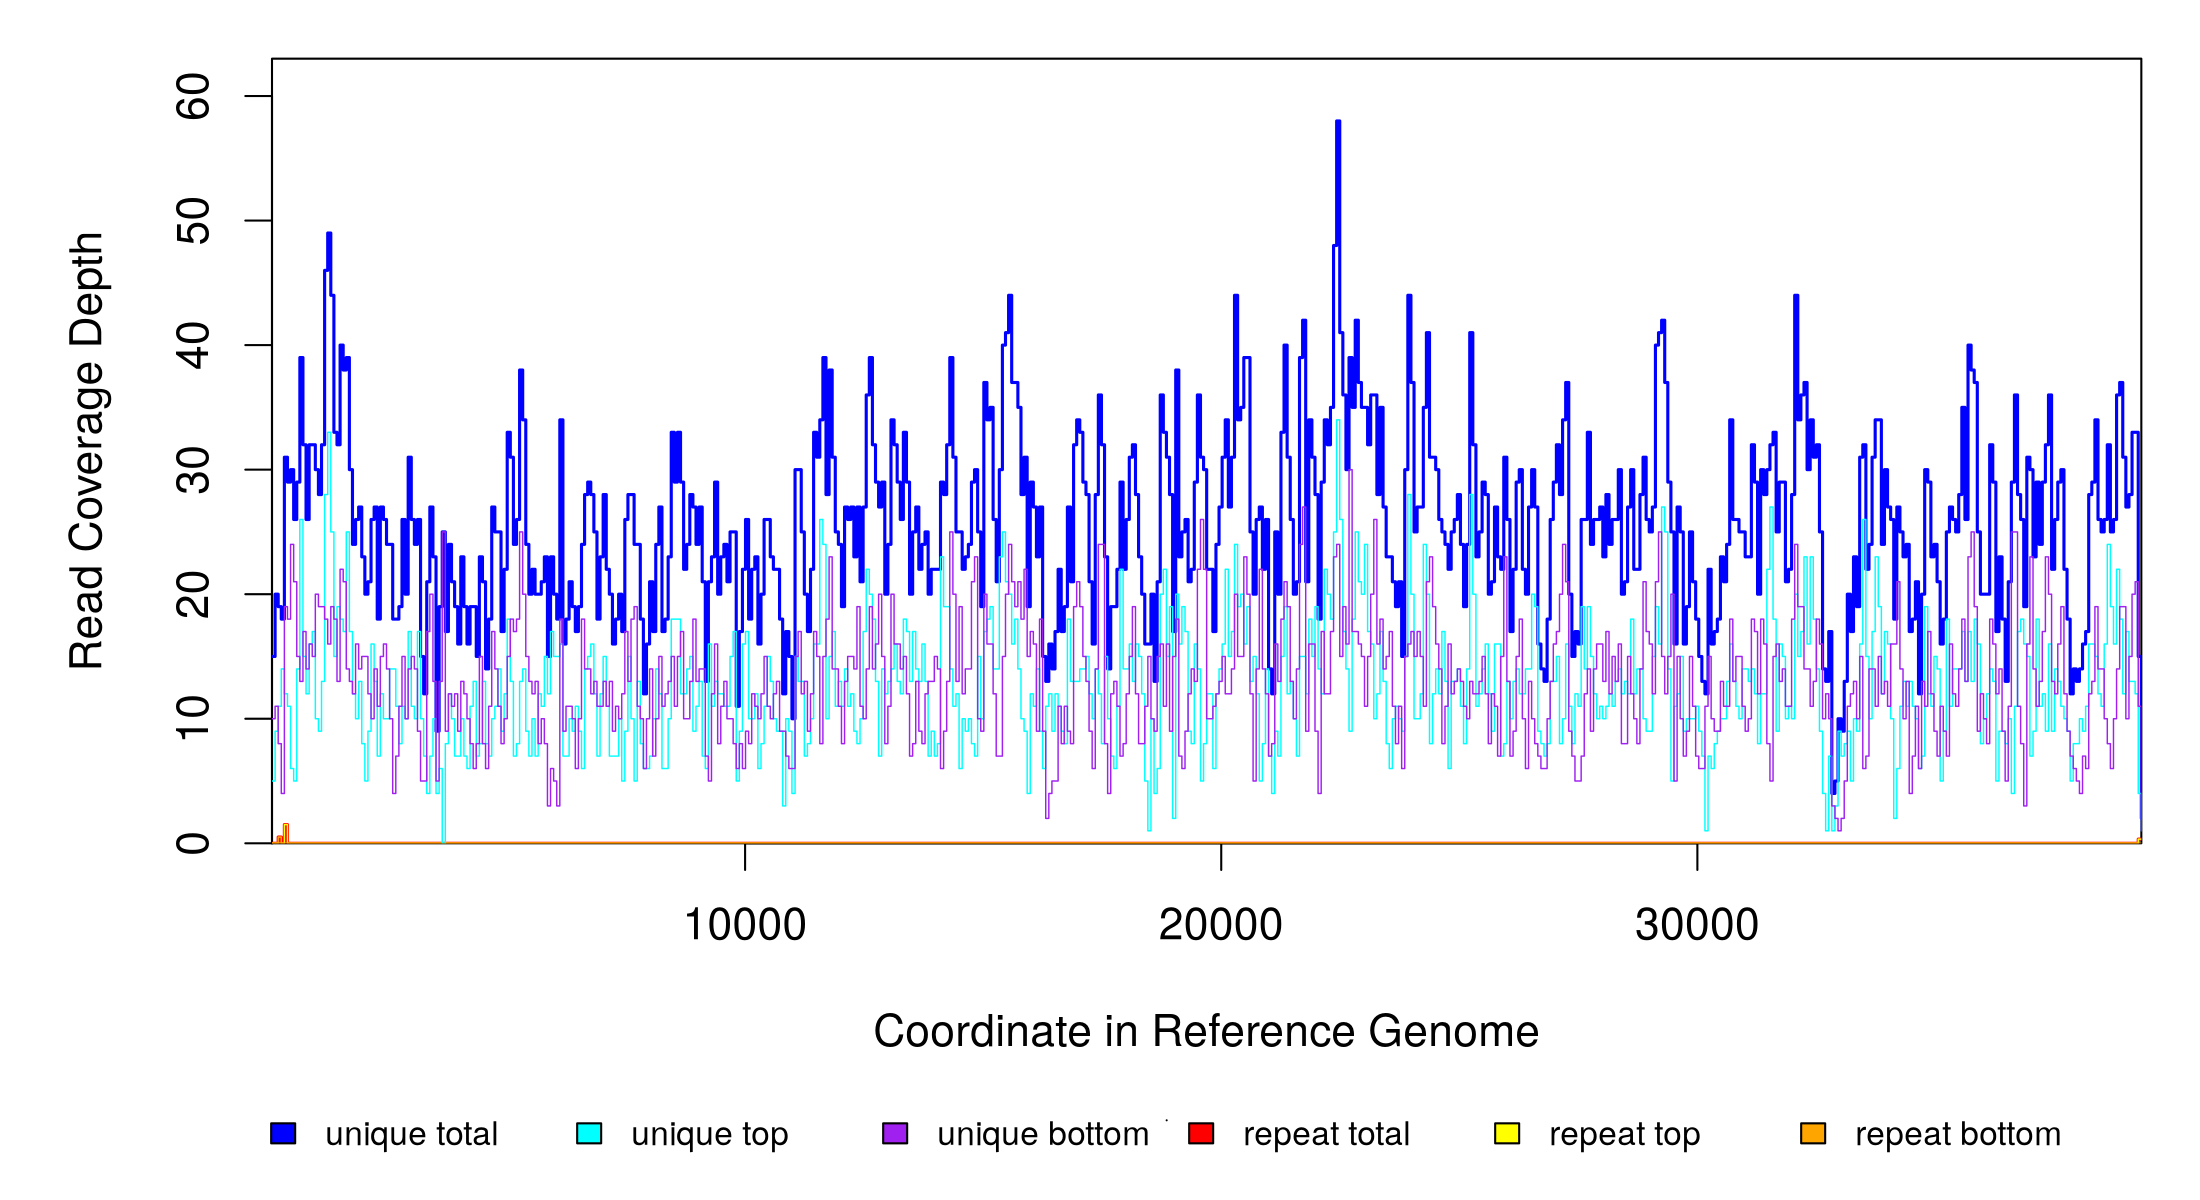 60
50
40
30
20
10
0
Read Coverage Depth
10000 20000 30000
Coordinate in Reference Genome
unique total unique top unique bottom repeat total repeat top repeat bottom